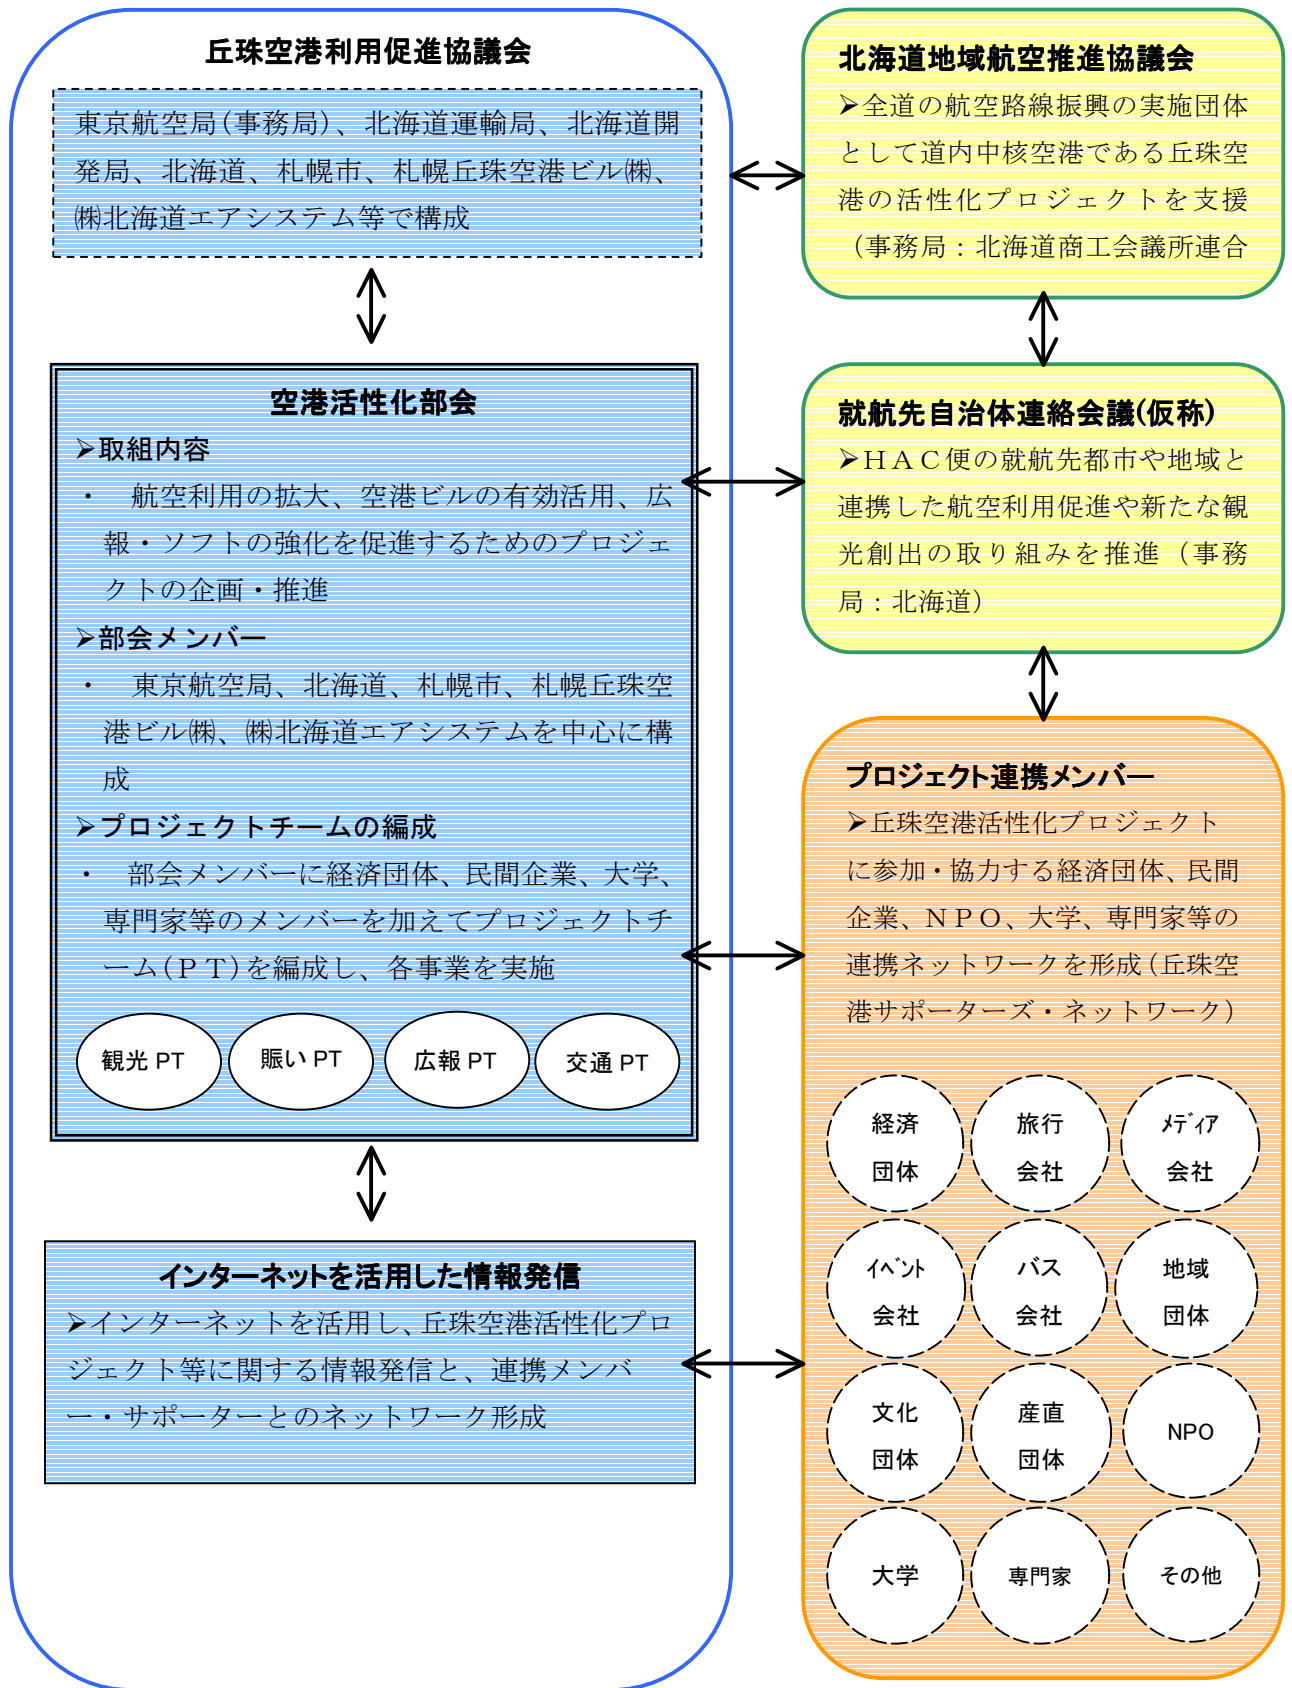 丘珠空港利用促進協議会
東京航空局(事務局)、北海道運輸局、北海道開
発局、北海道、札幌市、札幌丘珠空港ビル㈱、
㈱北海道エアシステム等で構成
空港活性化部会
➢取組内容
・ 航空利用の拡大、空港ビルの有効活用、広
報・ソフトの強化を促進するためのプロジェ
クトの企画・推進
➢部会メンバー
・ 東京航空局、北海道、札幌市、札幌丘珠空
港ビル㈱、㈱北海道エアシステムを中心に構
成
➢プロジェクトチームの編成
・ 部会メンバーに経済団体、民間企業、大学、
専門家等のメンバーを加えてプロジェクトチ
ーム(ＰＴ)を編成し、各事業を実施
観光 PT
賑い PT
広報 PT
交通 PT
インターネットを活用した情報発信
➢インターネットを活用し、丘珠空港活性化プロ
ジェクト等に関する情報発信と、連携メンバ
ー・サポーターとのネットワーク形成
北海道地域航空推進協議会
➢全道の航空路線振興の実施団体
として道内中核空港である丘珠空
港の活性化プロジェクトを支援
（事務局：北海道商工会議所連合
就航先自治体連絡会議(仮称)
➢ＨＡＣ便の就航先都市や地域と
連携した航空利用促進や新たな観
光創出の取り組みを推進（事務
局：北海道）
プロジェクト連携メンバー
➢丘珠空港活性化プロジェクト
に参加・協力する経済団体、民間
企業、ＮＰＯ、大学、専門家等の
連携ネットワークを形成（丘珠空
港サポーターズ・ネットワーク）
経済
団体
旅行
会社
ﾒﾃﾞｨｱ
会社
ｲﾍﾞﾝﾄ
会社
バス
会社
地域
団体
文化
団体
産直
団体
NPO
大学
専門家
その他